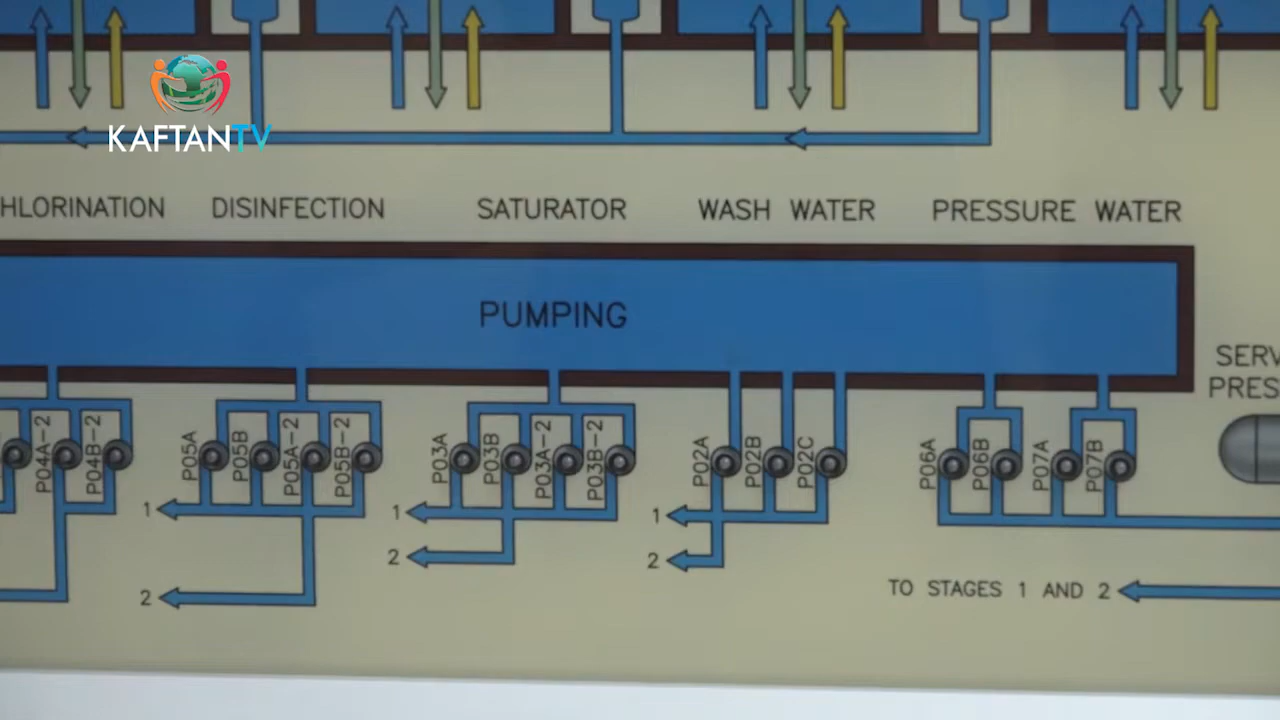 KAFTANTV
HLORINATION DISINFECTION SATURATOR WASH WATER PRESSURE WATER
PUMPING
SERV
PRES
P04A-2 P04B-2 P05A P05B P05A-2 P05B-2 P03A P03B P03A-2 P03B-2 P02A P02B P02C P06A P06B P07A P07B
1 1 1
2 2
2 TO STAGES 1 AND 2